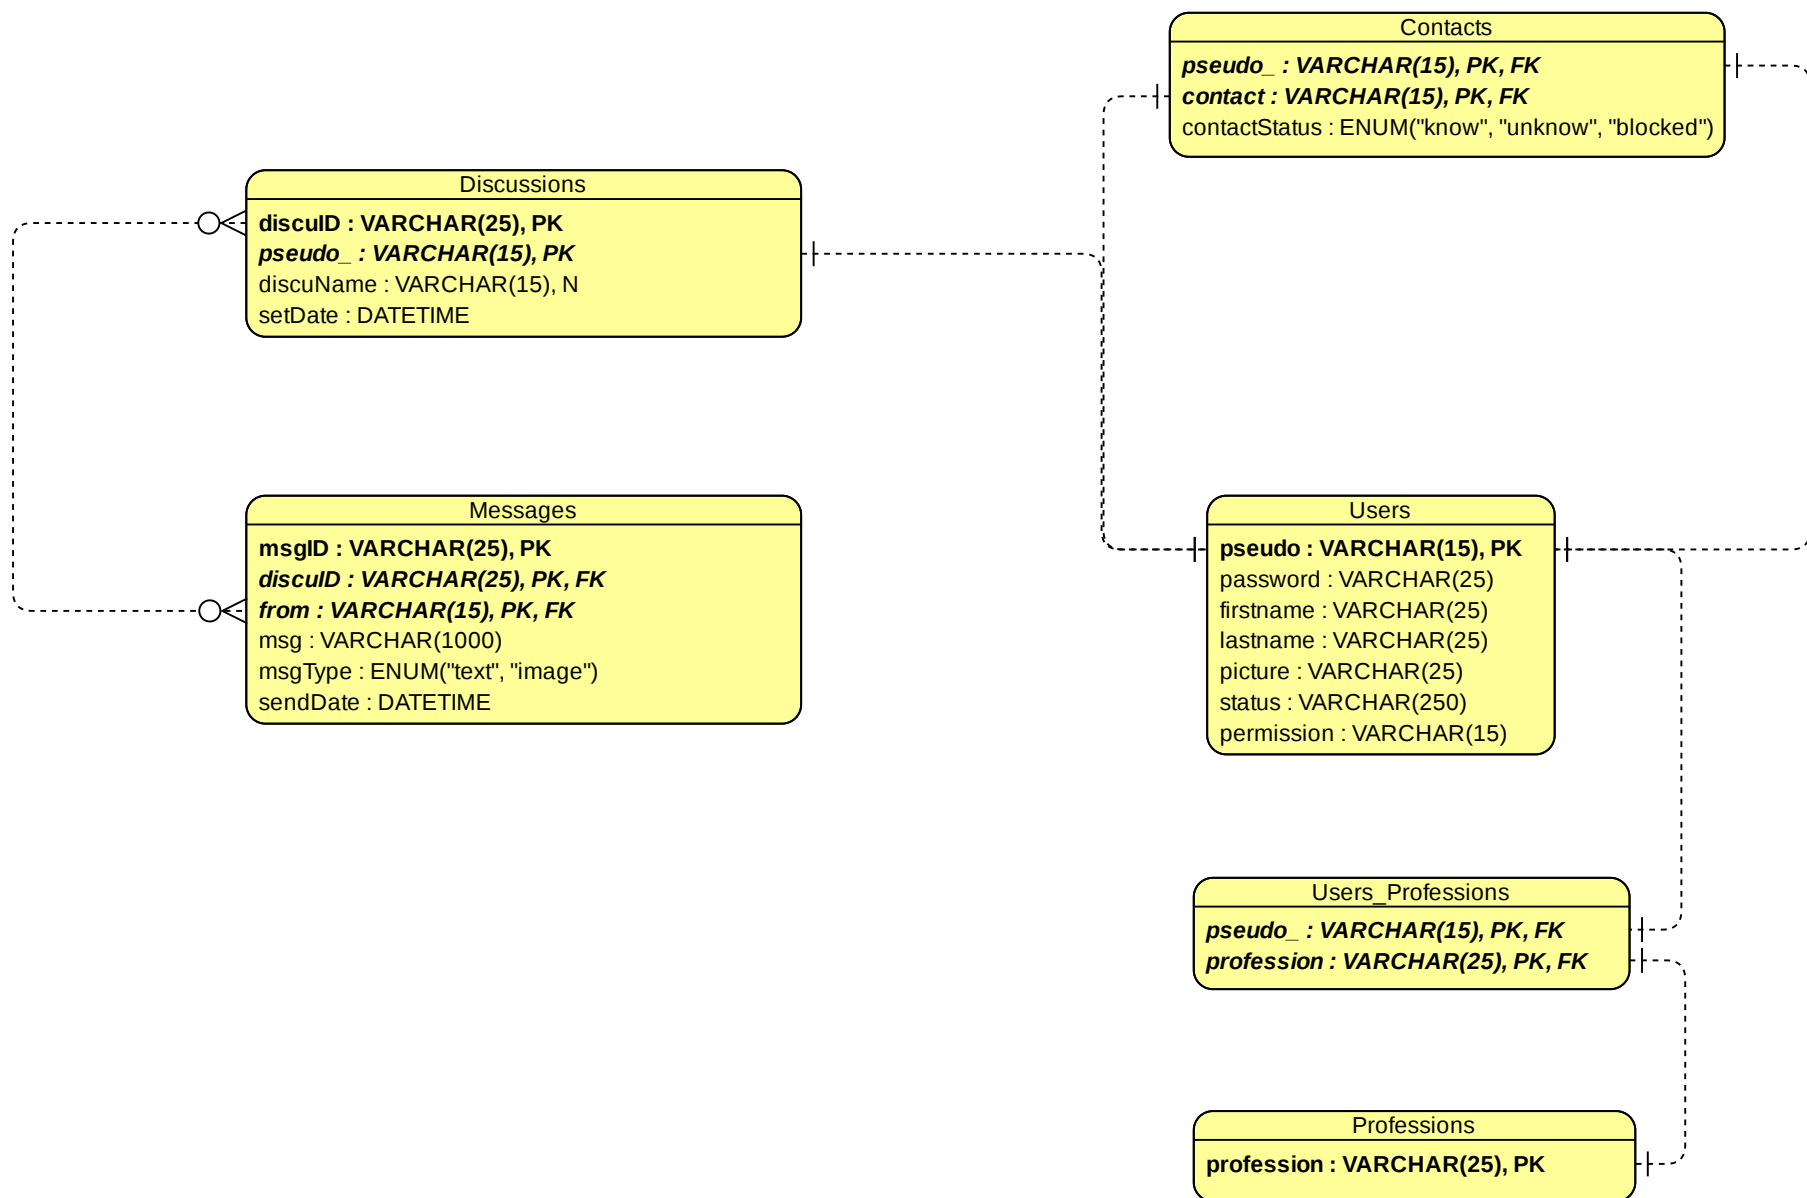 Contacts
pseudo_ : VARCHAR(15), PK, FK
contact : VARCHAR(15), PK, FK
contactStatus : ENUM("know", "unknow", "blocked")
Discussions
discuID : VARCHAR(25), PK
pseudo_ : VARCHAR(15), PK
discuName : VARCHAR(15), N
setDate : DATETIME
Messages
msgID : VARCHAR(25), PK
discuID : VARCHAR(25), PK, FK
from : VARCHAR(15), PK, FK
msg : VARCHAR(1000)
msgType : ENUM("text", "image")
sendDate : DATETIME
Users
pseudo : VARCHAR(15), PK
password : VARCHAR(25)
firstname : VARCHAR(25)
lastname : VARCHAR(25)
picture : VARCHAR(25)
status : VARCHAR(250)
permission : VARCHAR(15)
Users_Professions
pseudo_ : VARCHAR(15), PK, FK
profession : VARCHAR(25), PK, FK
Professions
profession : VARCHAR(25), PK